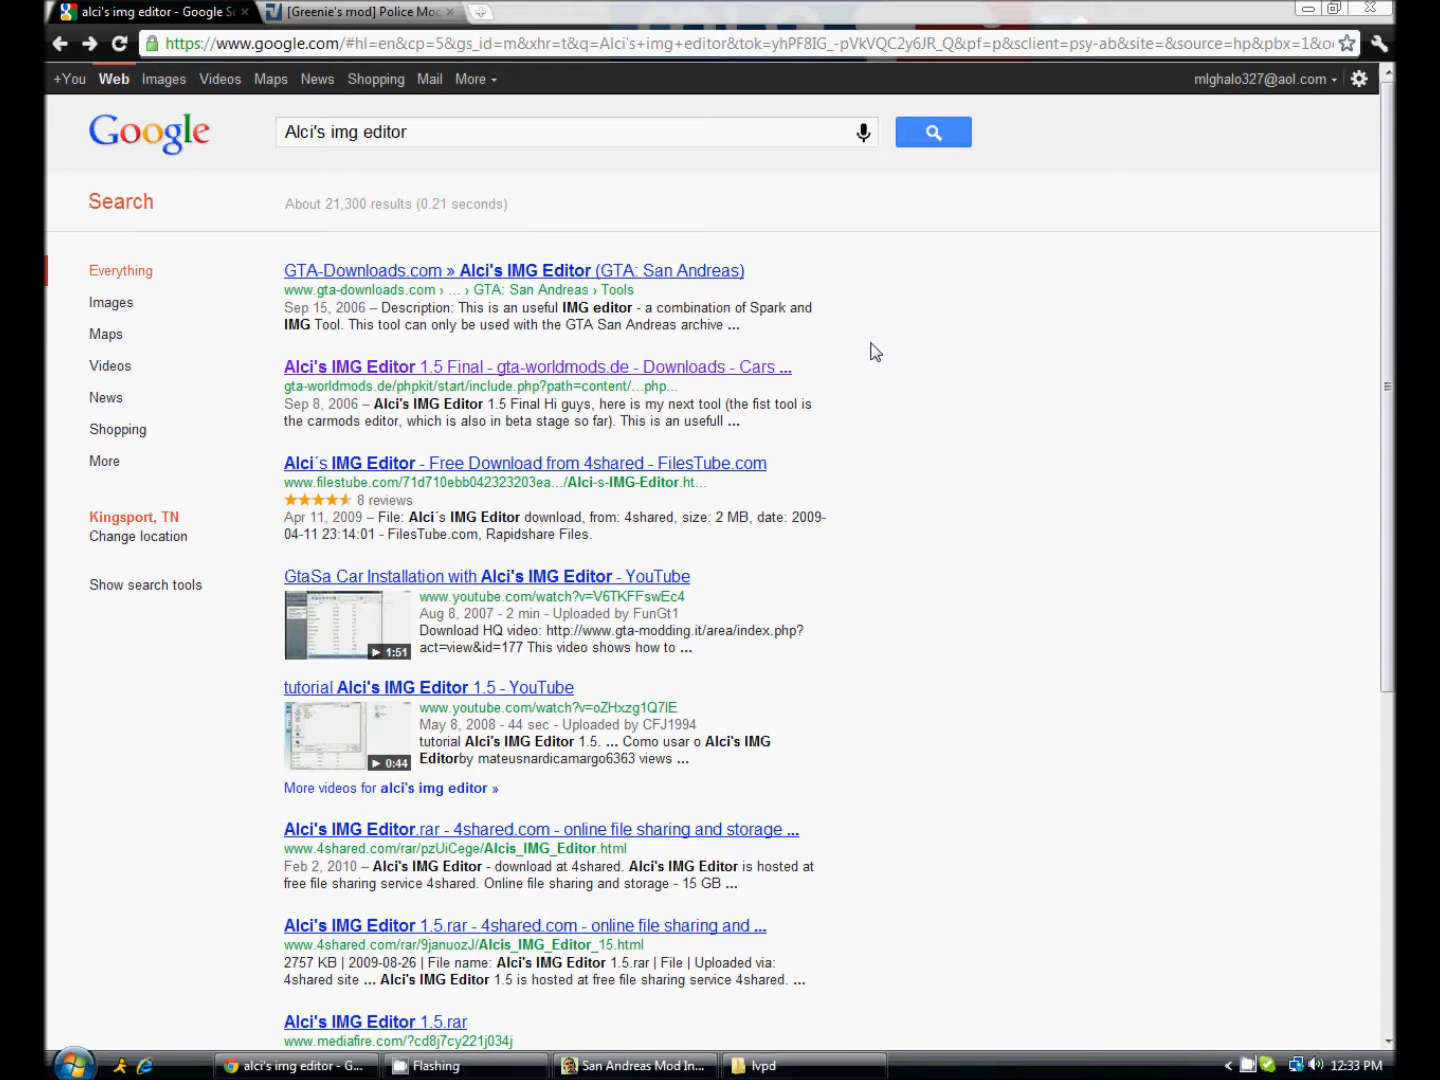 alci's img editor - Google S
[Greenie's mod] Police Mod
https://www.google.com/#hl=en&cp=5&gs_id=m&xhr=t&q=Alci's+img+editor&tok=yhPF8IG_-pVkVQC2y6JR_Q&pf=p&sclient=psy-ab&site=&source=hp&pbx=1&o
+You Web Images Videos Maps News Shopping Mail More
mlghalo327@aol.com
Google
Alci's img editor
Search
About 21,300 results (0.21 seconds)
Everything
Images
Maps
Videos
News
Shopping
More
Kingsport, TN
Change location
Show search tools
GTA-Downloads.com » Alci's IMG Editor (GTA: San Andreas)
www.gta-downloads.com › ... › GTA: San Andreas › Tools
Sep 15, 2006 – Description: This is an useful IMG editor - a combination of Spark and
IMG Tool. This tool can only be used with the GTA San Andreas archive ...
Alci's IMG Editor 1.5 Final - gta-worldmods.de - Downloads - Cars ...
gta-worldmods.de/phpkit/start/include.php?path=content/...php...
Sep 8, 2006 – Alci's IMG Editor 1.5 Final Hi guys, here is my next tool (the fist tool is
the carmods editor, which is also in beta stage so far). This is an usefull ...
Alci´s IMG Editor - Free Download from 4shared - FilesTube.com
www.filestube.com/71d710ebb042323203ea.../Alci-s-IMG-Editor.ht...
8 reviews
Apr 11, 2009 – File: Alci´s IMG Editor download, from: 4shared, size: 2 MB, date: 2009-
04-11 23:14:01 - FilesTube.com, Rapidshare Files.
GtaSa Car Installation with Alci's IMG Editor - YouTube
www.youtube.com/watch?v=V6TKFFswEc4
Aug 8, 2007 - 2 min - Uploaded by FunGt1
Download HQ video: http://www.gta-modding.it/area/index.php?
act=view&id=177 This video shows how to ...
1:51
tutorial Alci's IMG Editor 1.5 - YouTube
www.youtube.com/watch?v=oZHxzg1Q7lE
May 8, 2008 - 44 sec - Uploaded by CFJ1994
tutorial Alci's IMG Editor 1.5. ... Como usar o Alci's IMG
Editorby mateusnardicamargo6363 views ...
0:44
More videos for alci's img editor »
Alci's IMG Editor.rar - 4shared.com - online file sharing and storage ...
www.4shared.com/rar/pzUiCege/Alcis_IMG_Editor.html
Feb 2, 2010 – Alci's IMG Editor - download at 4shared. Alci's IMG Editor is hosted at
free file sharing service 4shared. Online file sharing and storage - 15 GB ...
Alci's IMG Editor 1.5.rar - 4shared.com - online file sharing and ...
www.4shared.com/rar/9januozJ/Alcis_IMG_Editor_15.html
2757 KB | 2009-08-26 | File name: Alci's IMG Editor 1.5.rar | File | Uploaded via:
4shared site ... Alci's IMG Editor 1.5 is hosted at free file sharing service 4shared. ...
Alci's IMG Editor 1.5.rar
www.mediafire.com/?cd8j7cy221j034j
alci's img editor - G...
Flashing
San Andreas Mod In...
lvpd
12:33 PM